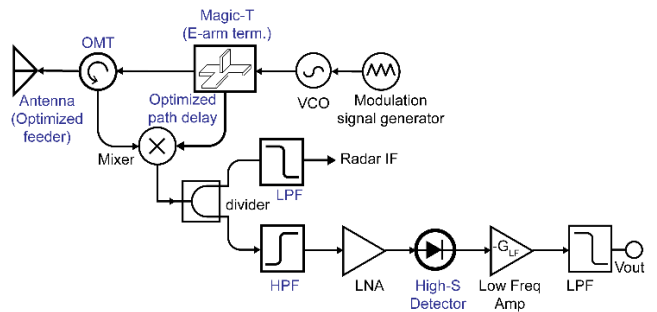 Magic-T
(E-arm term.)
OMT
Antenna
(Optimized
feeder)
Optimized
path delay
VCO
Modulation
signal generator
Mixer
divider
LPF
Radar IF
HPF
LNA
High-S
Detector
-GLF
Low Freq
Amp
LPF
Vout